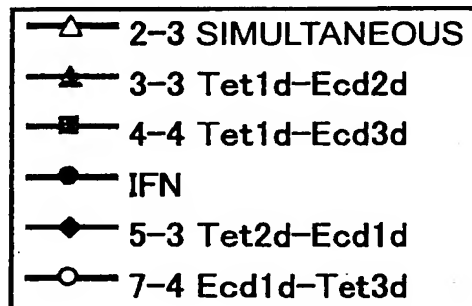 2-3 SIMULTANEOUS
3-3 Tet1d-Ecd2d
4-4 Tet1d-Ecd3d
IFN
5-3 Tet2d-Ecd1d
7-4 Ecd1d-Tet3d